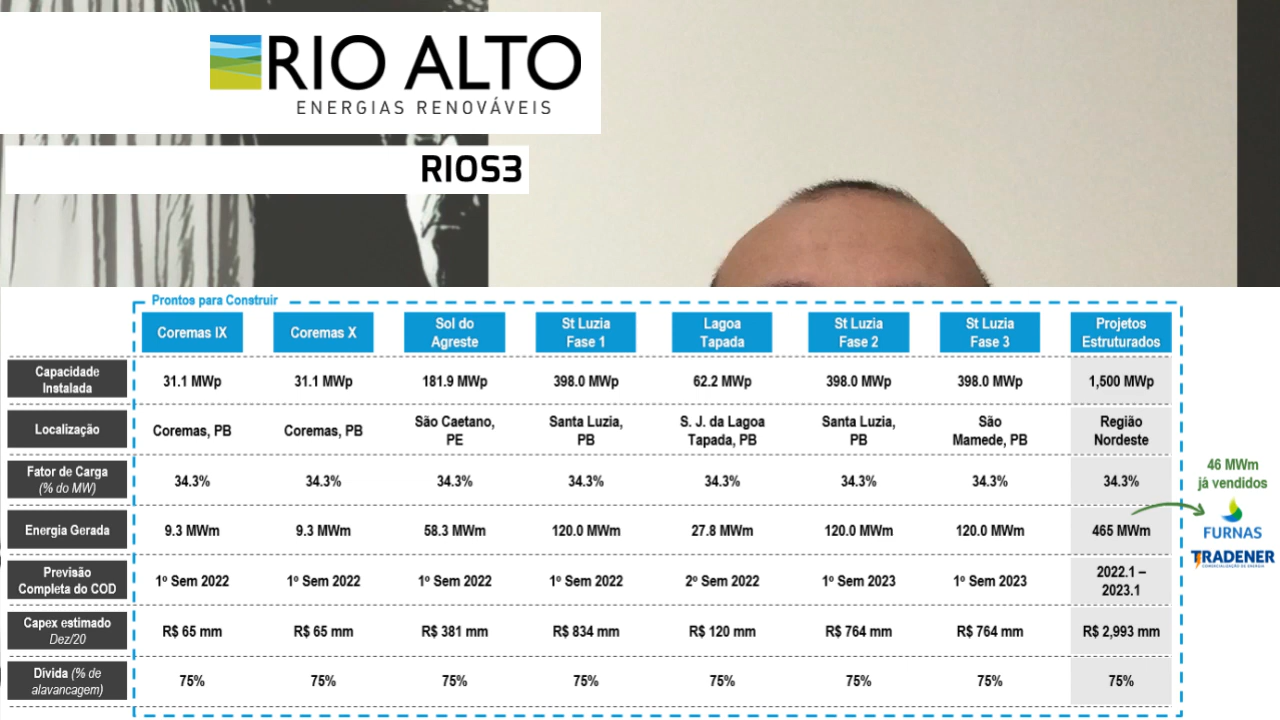 RIO ALTO
ENERGIAS RENOVÁVEIS
RIOS3
Prontos para Construir
Coremas IX
Coremas X
Sol do
Agreste
St Luzia
Fase 1
Lagoa
Tapada
St Luzia
Fase 2
St Luzia
Fase 3
Projetos
Estruturados
Capacidade
Instalada
31.1 MWp
31.1 MWp
181.9 MWp
398.0 MWp
62.2 MWp
398.0 MWp
398.0 MWp
1,500 MWp
Localização
Coremas, PB
Coremas, PB
São Caetano,
PE
Santa Luzia,
PB
S. J. da Lagoa
Tapada, PB
Santa Luzia,
PB
São
Mamede, PB
Região
Nordeste
Fator de Carga
(% do MW)
34.3%
34.3%
34.3%
34.3%
34.3%
34.3%
34.3%
34.3%
46 MWm
já vendidos
Energia Gerada
9.3 MWm
9.3 MWm
58.3 MWm
120.0 MWm
27.8 MWm
120.0 MWm
120.0 MWm
465 MWm
FURNAS
TRADENER
COMERCIALIZAÇÃO DE ENERGIA
Previsão
Completa do COD
1º Sem 2022
1º Sem 2022
1º Sem 2022
1º Sem 2022
2º Sem 2022
1º Sem 2023
1º Sem 2023
2022.1 –
2023.1
Capex estimado
Dez/20
R$ 65 mm
R$ 65 mm
R$ 381 mm
R$ 834 mm
R$ 120 mm
R$ 764 mm
R$ 764 mm
R$ 2,993 mm
Dívida (% de
alavancagem)
75%
75%
75%
75%
75%
75%
75%
75%